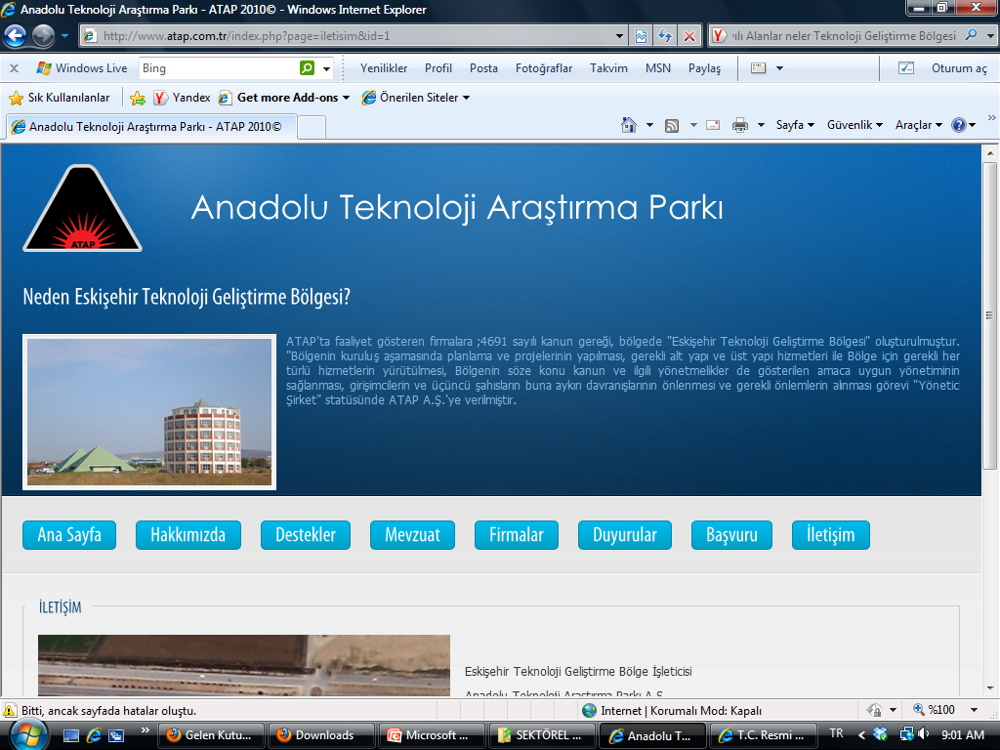 Anadolu Teknoloji Araştırma Parkı - ATAP 2010© - Windows Internet Explorer
http://www.atap.com.tr/index.php?page=iletisim&id=1
ılı Alanlar neler Teknoloji Geliştirme Bölgesi
x Windows Live Bing Yenilikler Profil Posta Fotoğraflar Takvim MSN Paylaş Oturum aç
Sık Kullanılanlar Yandex Get more Add-ons Önerilen Siteler
Anadolu Teknoloji Araştırma Parkı - ATAP 2010© Sayfa Güvenlik Araçlar
ATAP
Anadolu Teknoloji Araştırma Parkı
Neden Eskişehir Teknoloji Geliştirme Bölgesi?
ATAP'ta faaliyet gösteren firmalara ;4691 sayılı kanun gereği, bölgede "Eskişehir Teknoloji Geliştirme Bölgesi" oluşturulmuştur.
"Bölgenin kuruluş aşamasında planlama ve projelerinin yapılması, gerekli alt yapı ve üst yapı hizmetleri ile Bölge için gerekli her
türlü hizmetlerin yürütülmesi, Bölgenin söze konu kanun ve ilgili yönetmelikler de gösterilen amaca uygun yönetiminin
sağlanması, girişimcilerin ve üçüncü şahısların buna aykırı davranışlarının önlenmesi ve gerekli önlemlerin alınması görevi "Yönetic
Şirket" statüsünde ATAP A.Ş.'ye verilmiştir.
Ana Sayfa Hakkımızda Destekler Mevzuat Firmalar Duyurular Başvuru İletişim
İLETİŞİM
Eskişehir Teknoloji Geliştirme Bölge İşleticisi
Anadolu Teknoloji Araştırma Parkı A.Ş.
Bitti, ancak sayfada hatalar oluştu. Internet | Korumalı Mod: Kapalı %100
Gelen Kutu... Downloads Microsoft ... SEKTÖREL ... Anadolu T... T.C. Resmi ... TR 9:01 AM